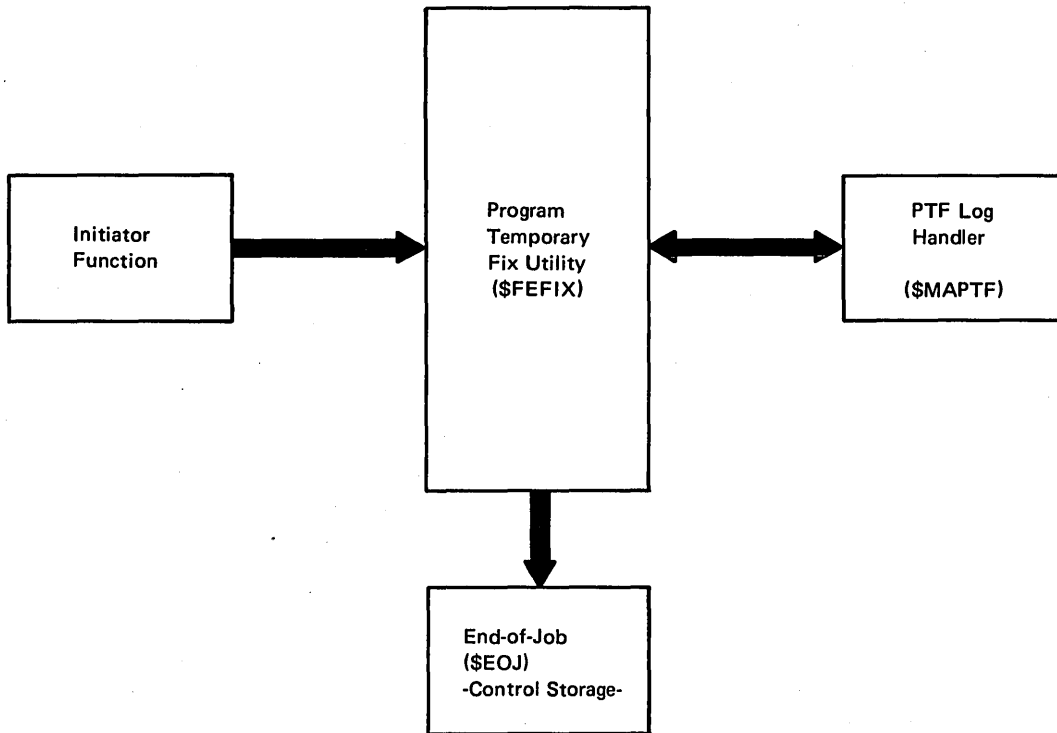 Initiator
Function
Program
Temporary
Fix Utility
($FEFIX)
PTF Log
Handler
($MAPTF)
End-of-Job
($EOJ)
-Control Storage-